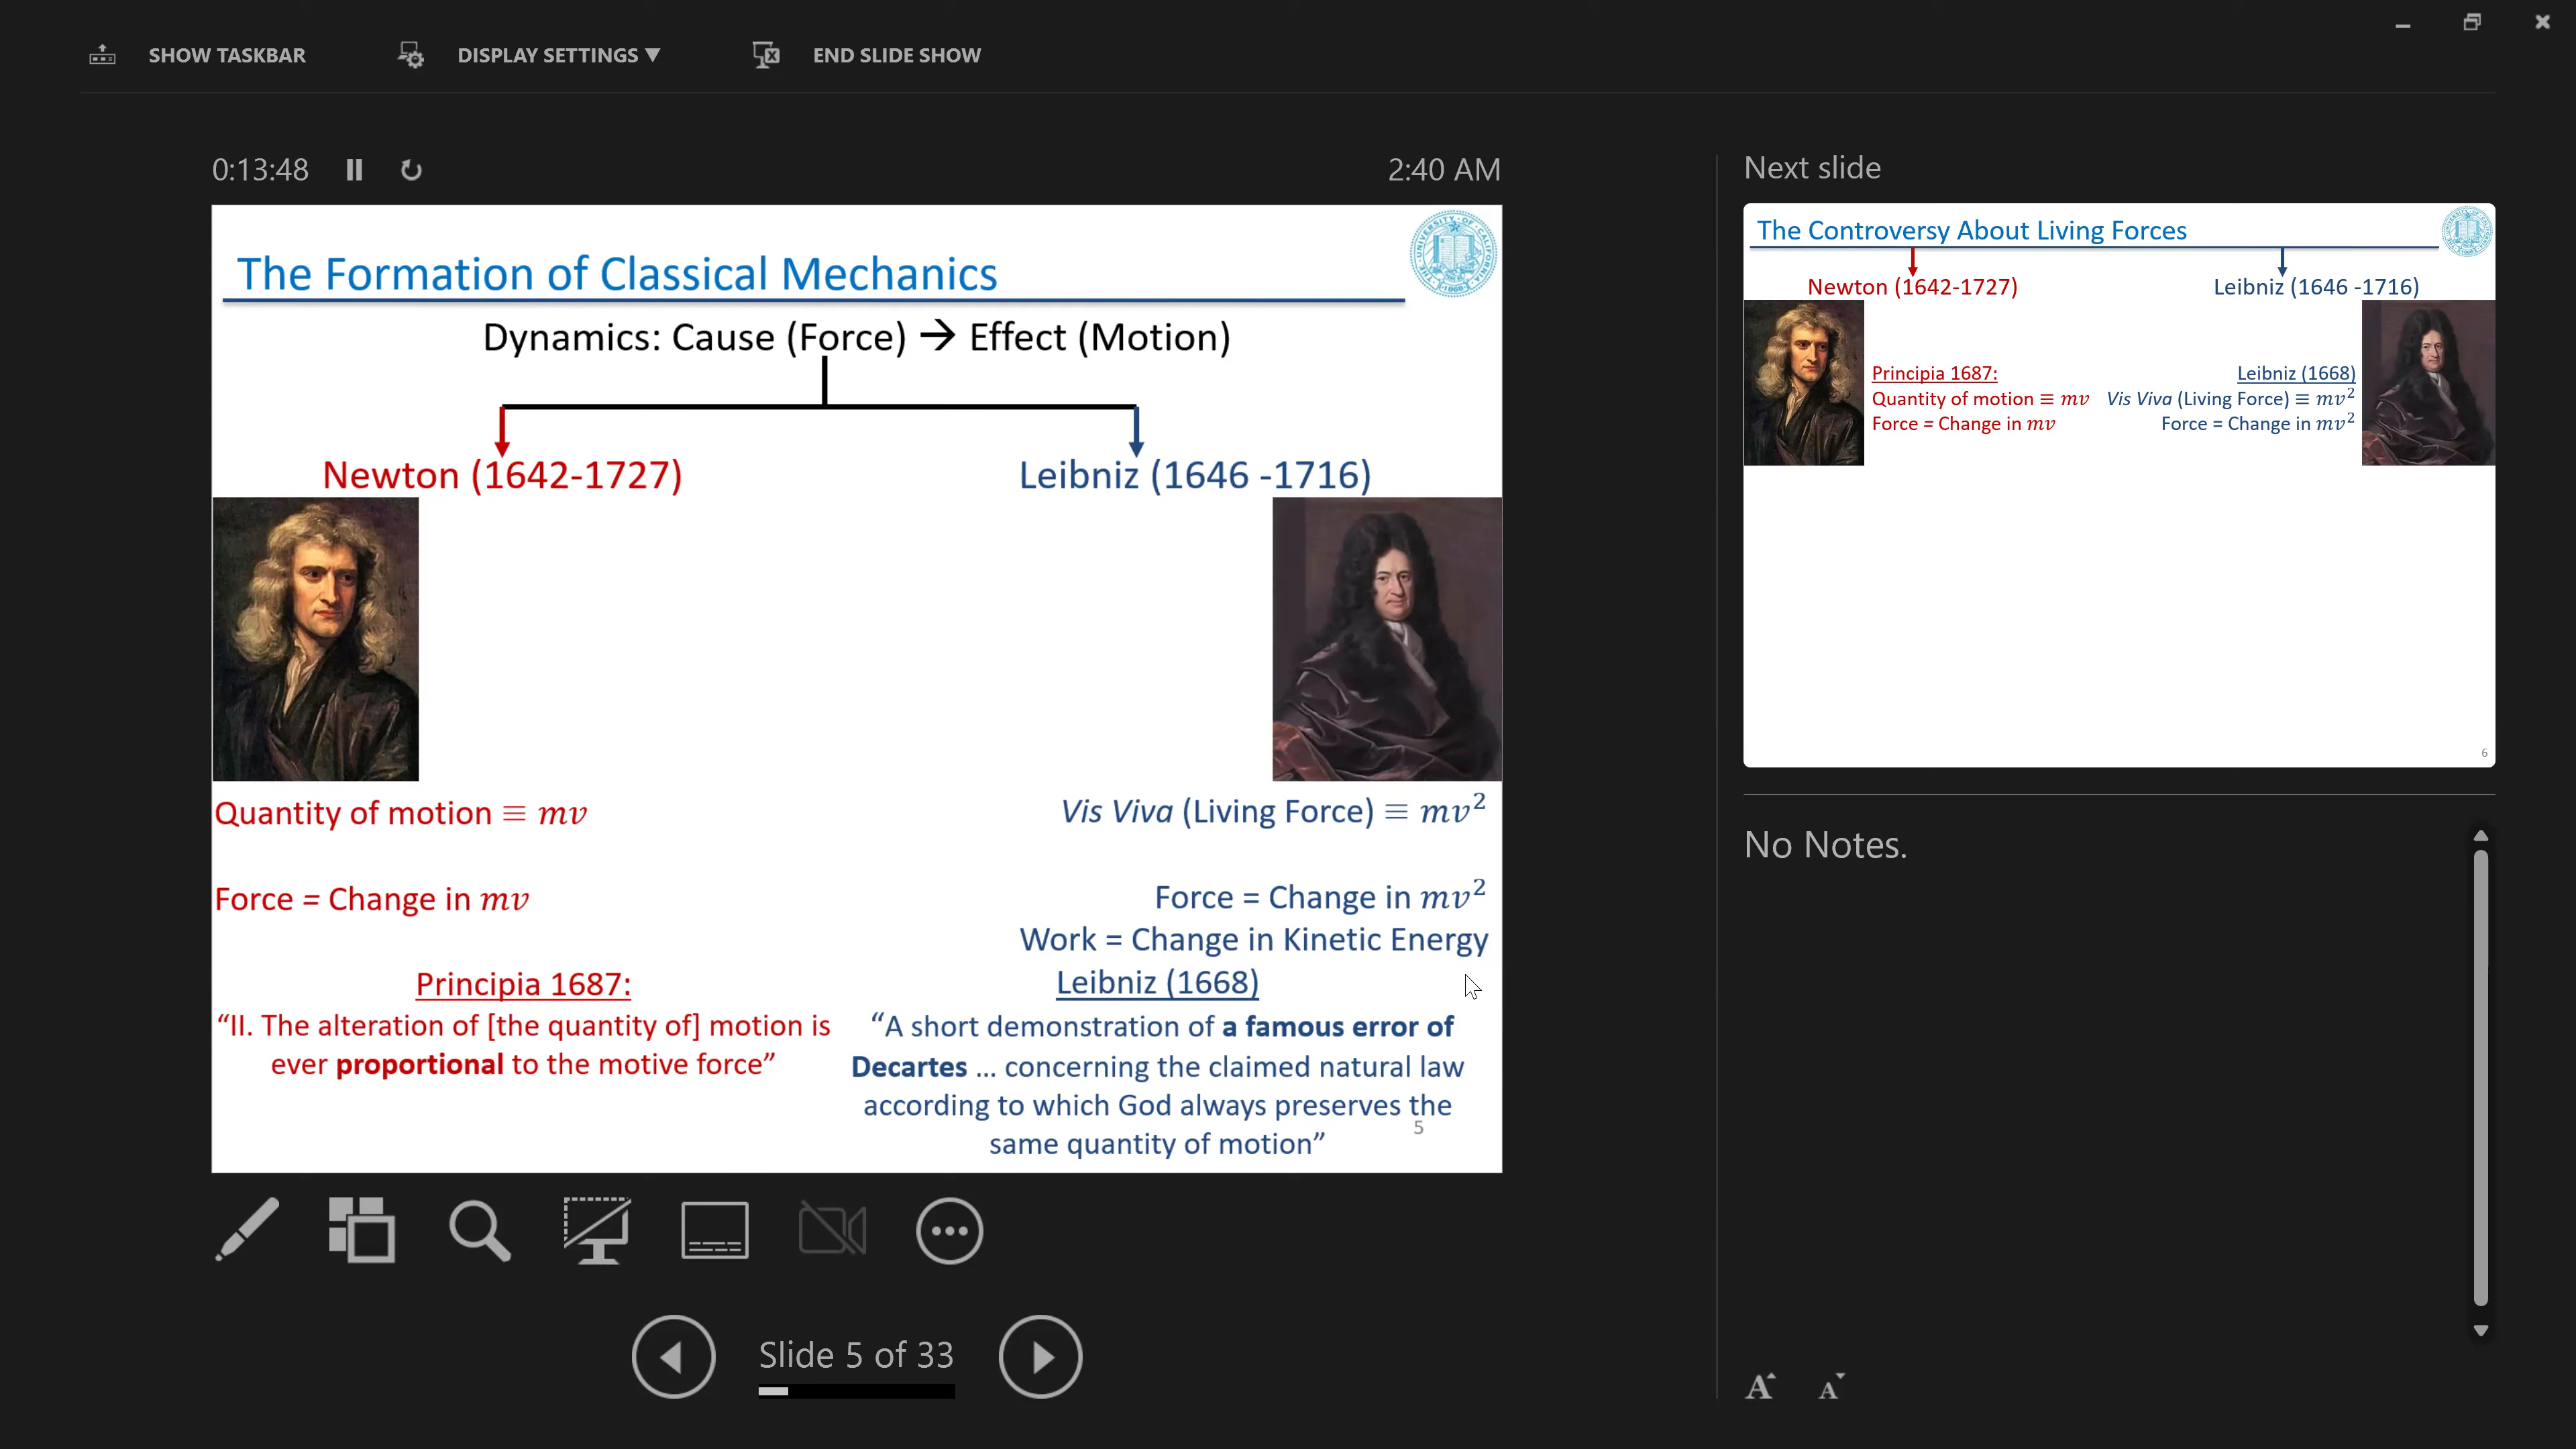 SHOW TASKBAR
DISPLAY SETTINGS ▼
END SLIDE SHOW
0:13:48
2:40 AM
The Formation of Classical Mechanics
Dynamics: Cause (Force) → Effect (Motion)
Newton (1642-1727)
Leibniz (1646 -1716)
Quantity of motion ≡ mv
Vis Viva (Living Force) ≡ mv²
Force = Change in mv
Force = Change in mv²
Work = Change in Kinetic Energy
Principia 1687:
“II. The alteration of [the quantity of] motion is
ever proportional to the motive force”
Leibniz (1668)
“A short demonstration of a famous error of
Decartes ... concerning the claimed natural law
according to which God always preserves the
same quantity of motion”
5
Slide 5 of 33
Next slide
The Controversy About Living Forces
Newton (1642-1727)
Leibniz (1646 -1716)
Principia 1687:
Quantity of motion ≡ mv
Force = Change in mv
Leibniz (1668)
Vis Viva (Living Force) ≡ mv²
Force = Change in mv²
6
No Notes.
A A